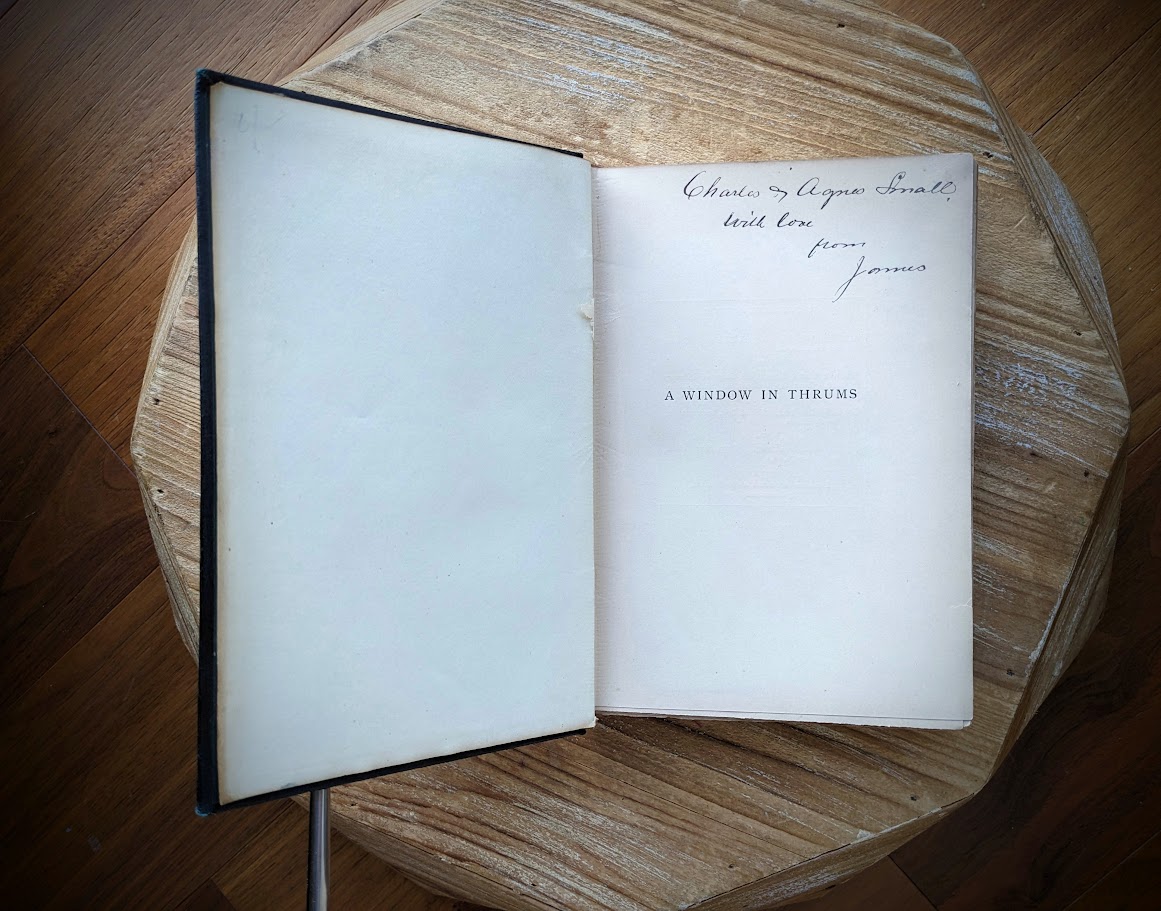 Charles & Agnes Small,
With love
from
James
A WINDOW IN THRUMS